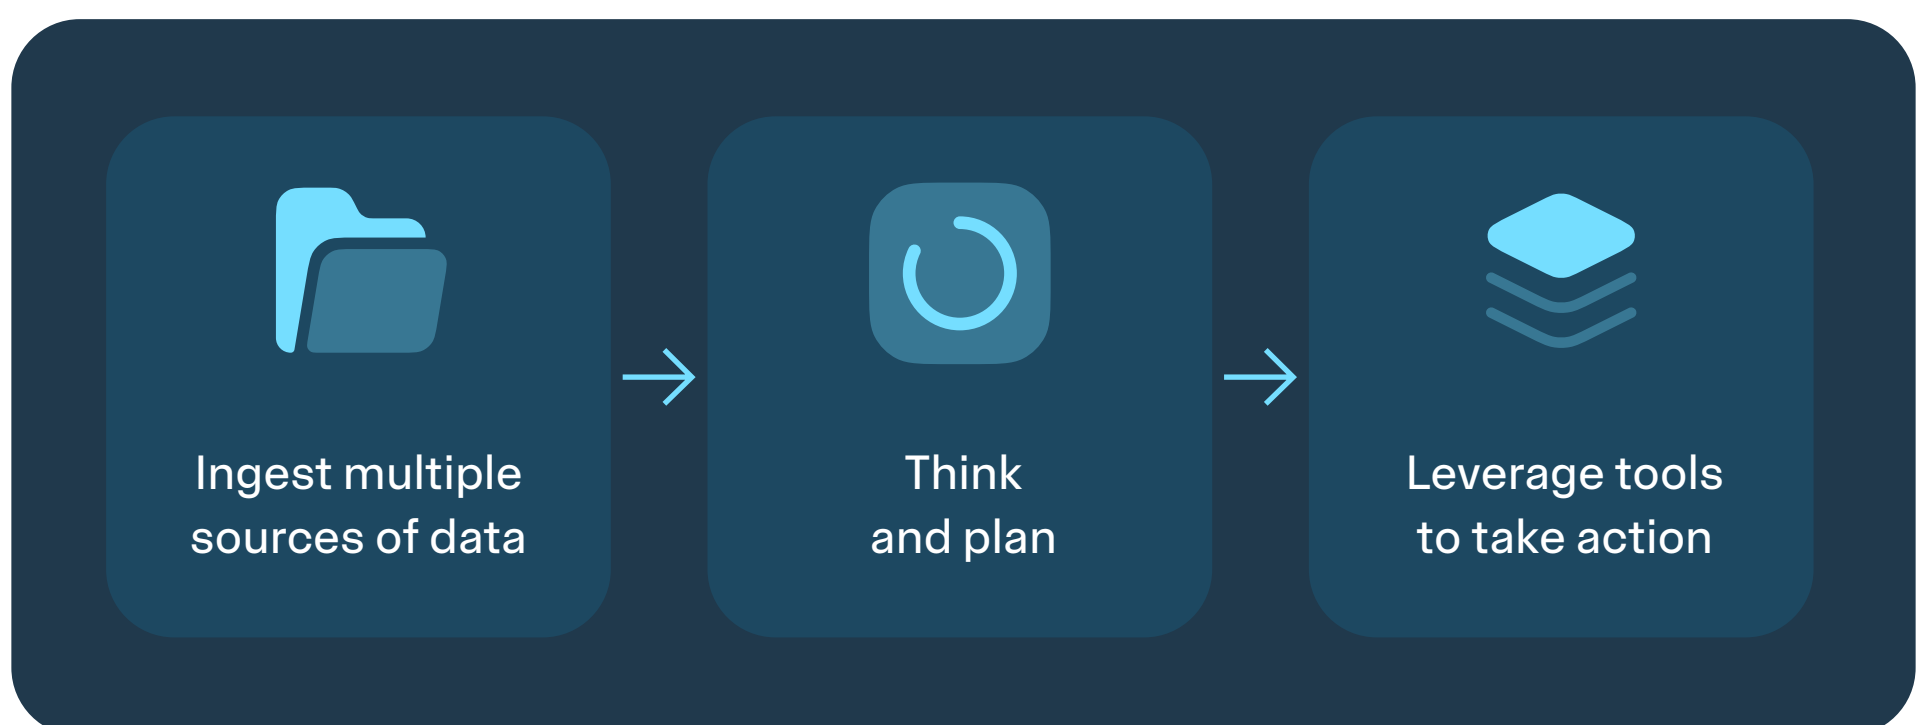 Ingest multiple
sources of data
Think
and plan
Leverage tools
to take action